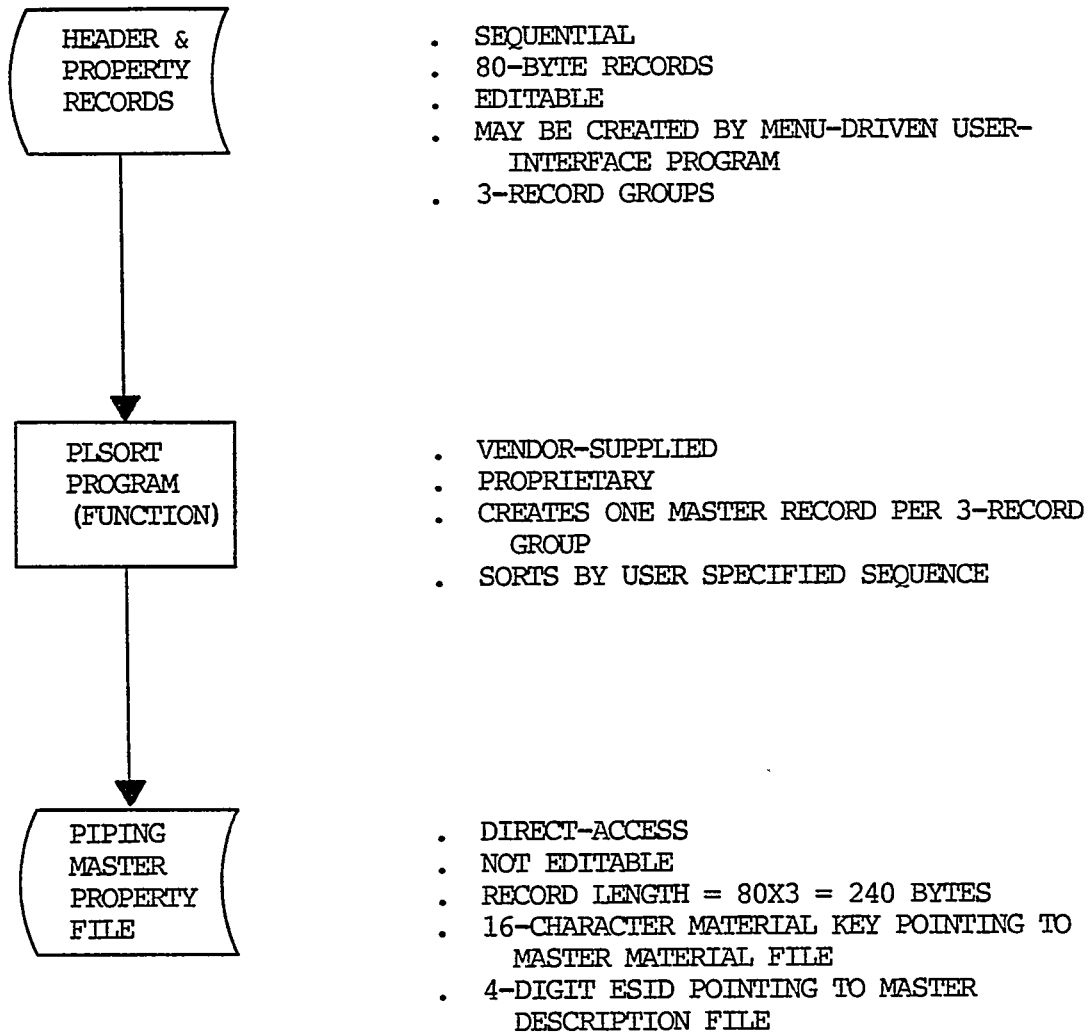 HEADER &
PROPERTY
RECORDS
. SEQUENTIAL
. 80-BYTE RECORDS
. EDITABLE
. MAY BE CREATED BY MENU-DRIVEN USER-
INTERFACE PROGRAM
. 3-RECORD GROUPS
PLSORT
PROGRAM
(FUNCTION)
. VENDOR-SUPPLIED
. PROPRIETARY
. CREATES ONE MASTER RECORD PER 3-RECORD
GROUP
. SORTS BY USER SPECIFIED SEQUENCE
PIPING
MASTER
PROPERTY
FILE
. DIRECT-ACCESS
. NOT EDITABLE
. RECORD LENGTH = 80X3 = 240 BYTES
. 16-CHARACTER MATERIAL KEY POINTING TO
MASTER MATERIAL FILE
. 4-DIGIT ESID POINTING TO MASTER
DESCRIPTION FILE